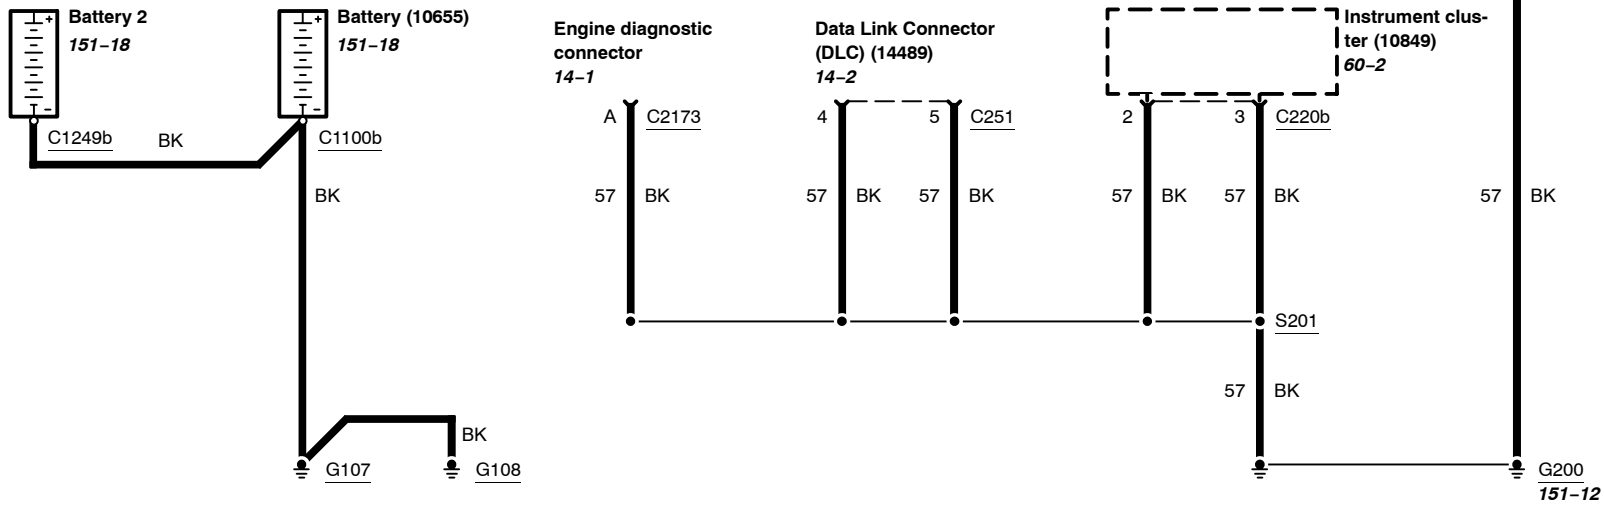 Battery 2
151–18
Battery (10655)
151–18
Engine diagnostic
connector
14–1
Data Link Connector
(DLC) (14489)
14–2
Instrument clus-
ter (10849)
60–2
+
–
+
–
C1249b
BK
C1100b
A
C2173
4
5
C251
2
3
C220b
BK
57
BK
57
BK
57
BK
57
BK
57
BK
57
BK
S201
57
BK
BK
G107
G108
G200
151–12